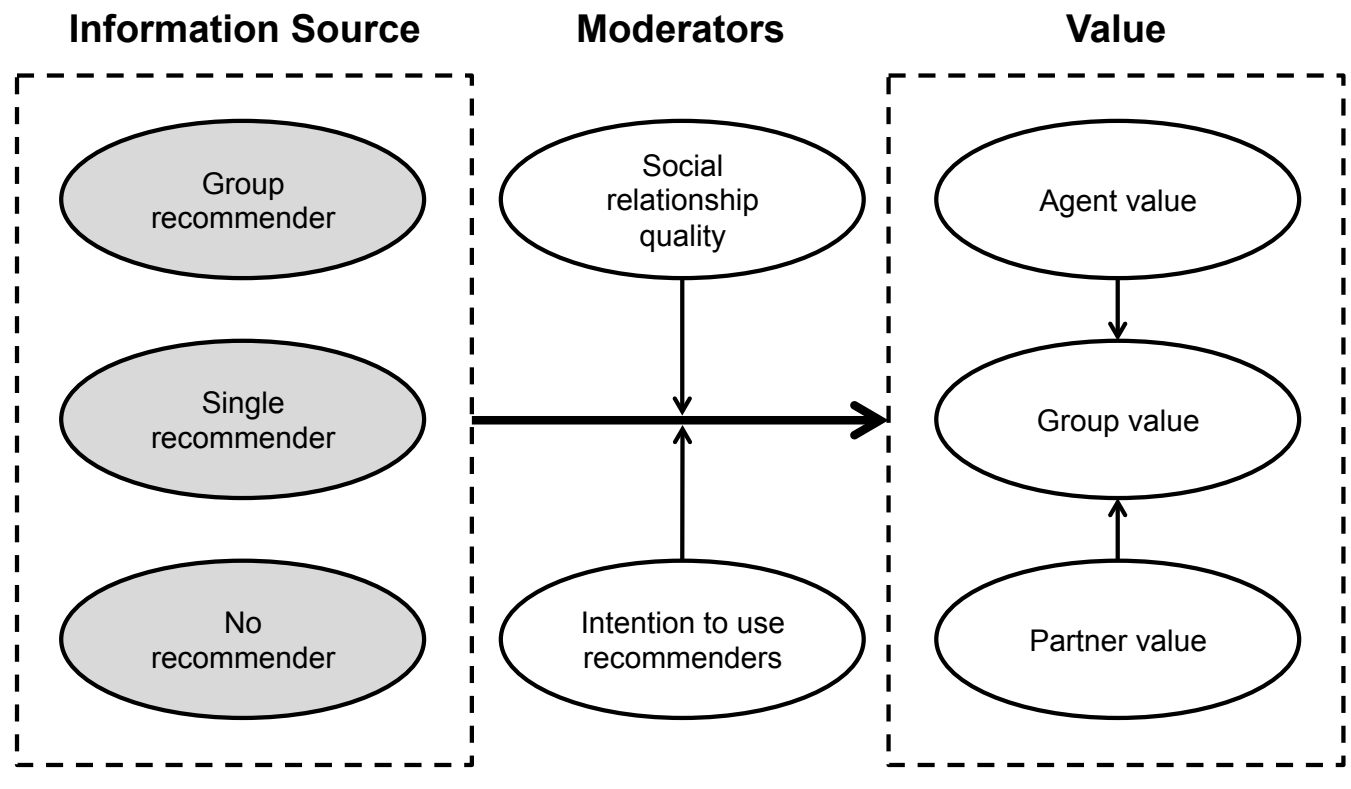 Information Source
Moderators
Value
Group
recommender
Social
relationship
quality
Agent value
Single
recommender
Group value
No
recommender
Intention to use
recommenders
Partner value